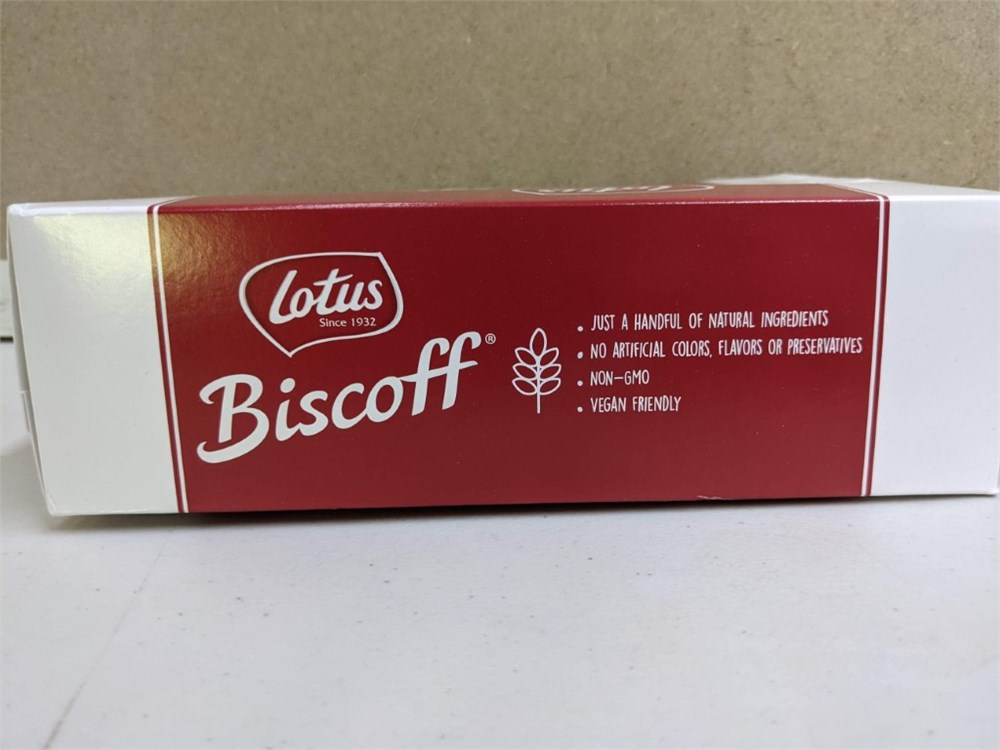 Lotus
Since 1932
Biscoff®
• JUST A HANDFUL OF NATURAL INGREDIENTS
• NO ARTIFICIAL COLORS, FLAVORS OR PRESERVATIVES
• NON-GMO
• VEGAN FRIENDLY